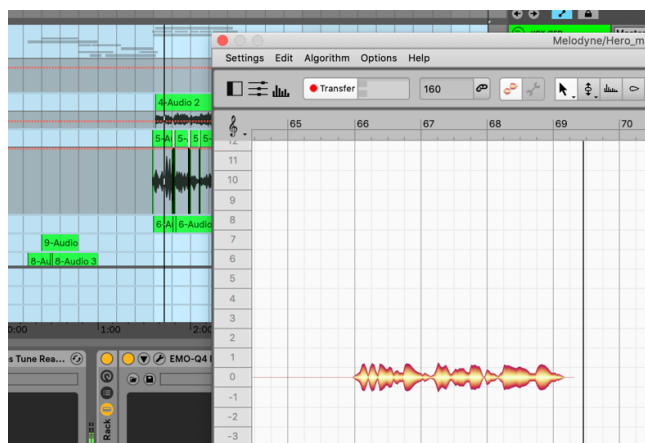 Melodyne/Hero_m
Settings Edit Algorithm Options Help
Transfer
160
4-Audio 2
65 66 67 68 69 70
12
11
10
9
8
7
6
5
4
3
2
1
0
-1
-2
-3
5-A 5- 5 5-
6-A 6-Audio
9-Audio
8-Au 8-Audio 3
0:00 1:00 2:00
s Tune Rea...
EMO-Q4
Rack